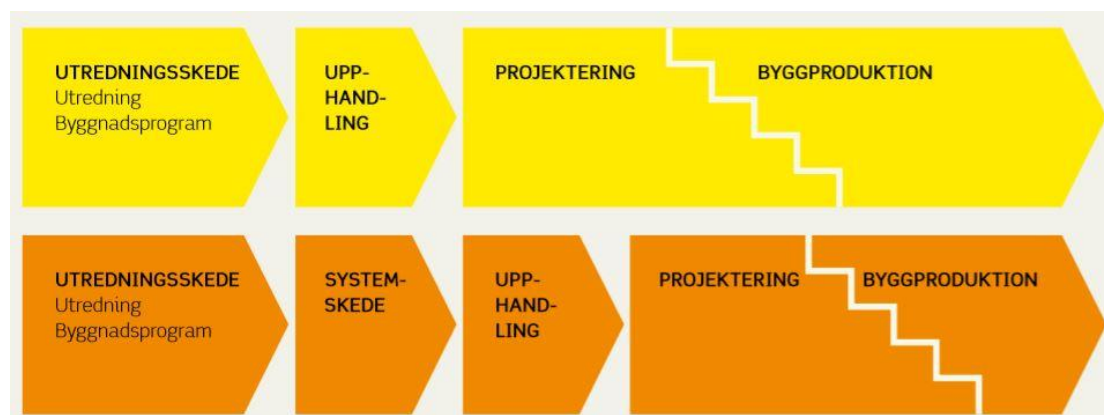 UTREDNINGSSKEDE
Utredning
Byggnadsprogram
UPP-
HAND-
LING
PROJEKTERING
BYGGPRODUKTION
UTREDNINGSSKEDE
Utredning
Byggnadsprogram
SYSTEM-
SKEDE
UPP-
HAND-
LING
PROJEKTERING
BYGGPRODUKTION